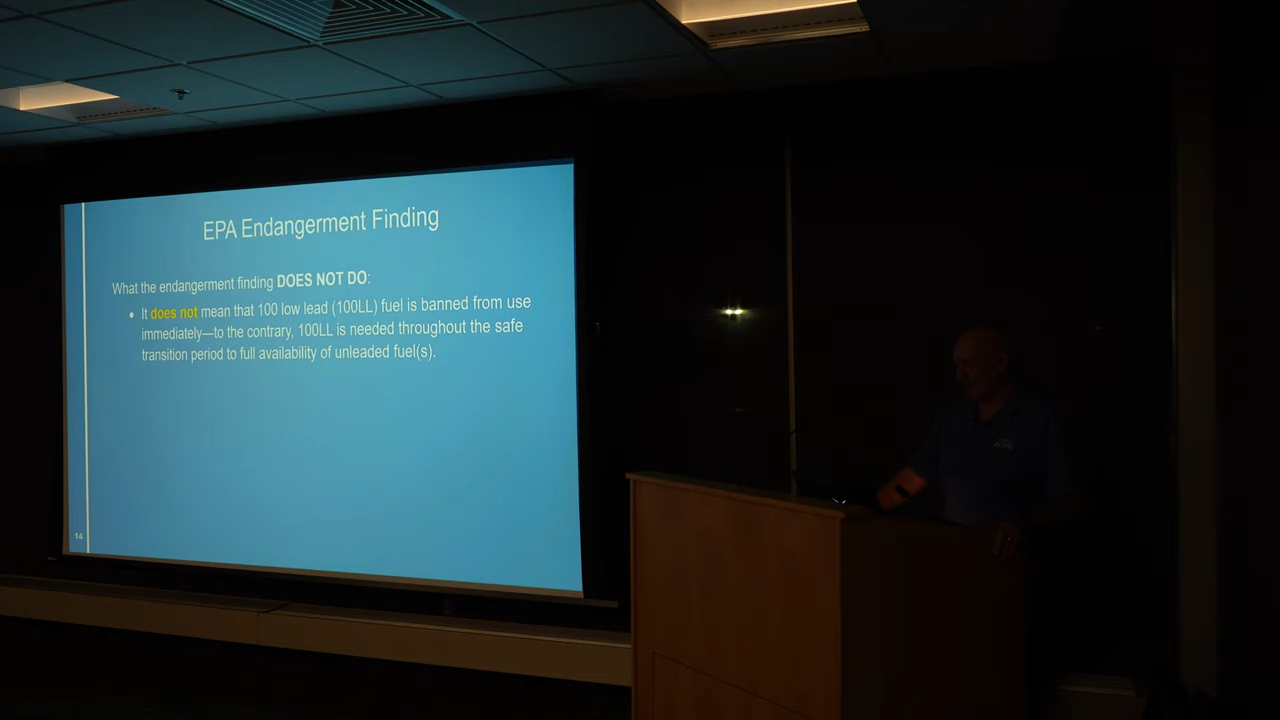 EPA Endangerment Finding
What the endangerment finding DOES NOT DO:
• It does not mean that 100 low lead (100LL) fuel is banned from use
immediately—to the contrary, 100LL is needed throughout the safe
transition period to full availability of unleaded fuel(s).
14